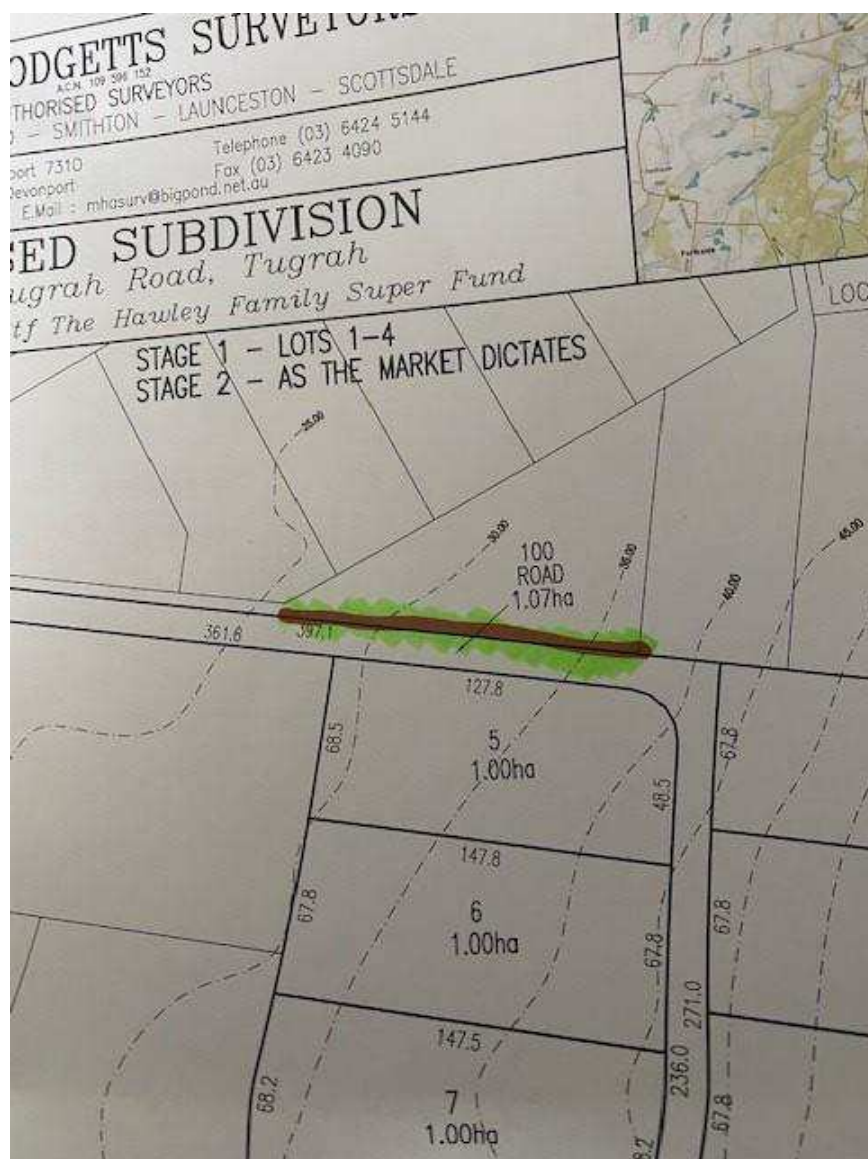 ODGETTS SURVEYORS
A.C.N. 109 596 152
THORISED SURVEYORS
– SMITHTON – LAUNCESTON – SCOTTSDALE
port 7310
Telephone (03) 6424 5144
Devonport
Fax (03) 6423 4090
E.Mail : mhasurv@bigpond.net.au
SED SUBDIVISION
ugrah Road, Tugrah
tf The Hawley Family Super Fund
LOC
STAGE 1 – LOTS 1-4
STAGE 2 – AS THE MARKET DICTATES
25.00
30.00
35.00
40.00
45.00
100
ROAD
1.07ha
361.6
397.1
127.8
68.5
5
1.00ha
48.5
67.8
147.8
67.8
6
1.00ha
67.8
67.8
147.5
271.0
236.0
68.2
7
1.00ha
8.2
67.8